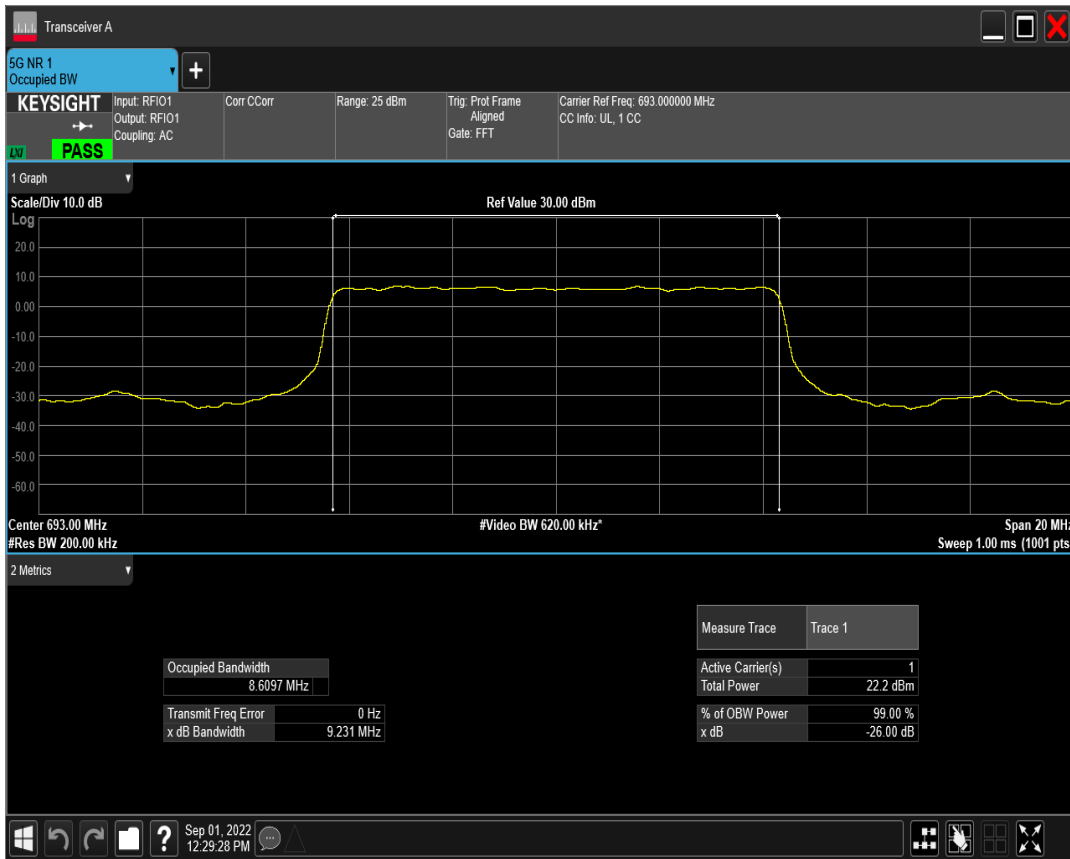 Transceiver A
5G NR 1
Occupied BW
+
KEYSIGHT
LXI
PASS
Input: RFIO1
Output: RFIO1
Coupling: AC
Corr CCorr
Range: 25 dBm
Trig: Prot Frame
Aligned
Gate: FFT
Carrier Ref Freq: 693.000000 MHz
CC Info: UL, 1 CC
1 Graph
Scale/Div 10.0 dB
Ref Value 30.00 dBm
Log
20.0
10.0
0.00
-10.0
-20.0
-30.0
-40.0
-50.0
-60.0
Center 693.00 MHz
#Video BW 620.00 kHz*
Span 20 MHz
#Res BW 200.00 kHz
Sweep 1.00 ms (1001 pts
2 Metrics
Measure Trace Trace 1
Occupied Bandwidth
8.6097 MHz
Active Carrier(s) 1
Total Power 22.2 dBm
Transmit Freq Error 0 Hz
x dB Bandwidth 9.231 MHz
% of OBW Power 99.00 %
x dB -26.00 dB
?
Sep 01, 2022
12:29:28 PM